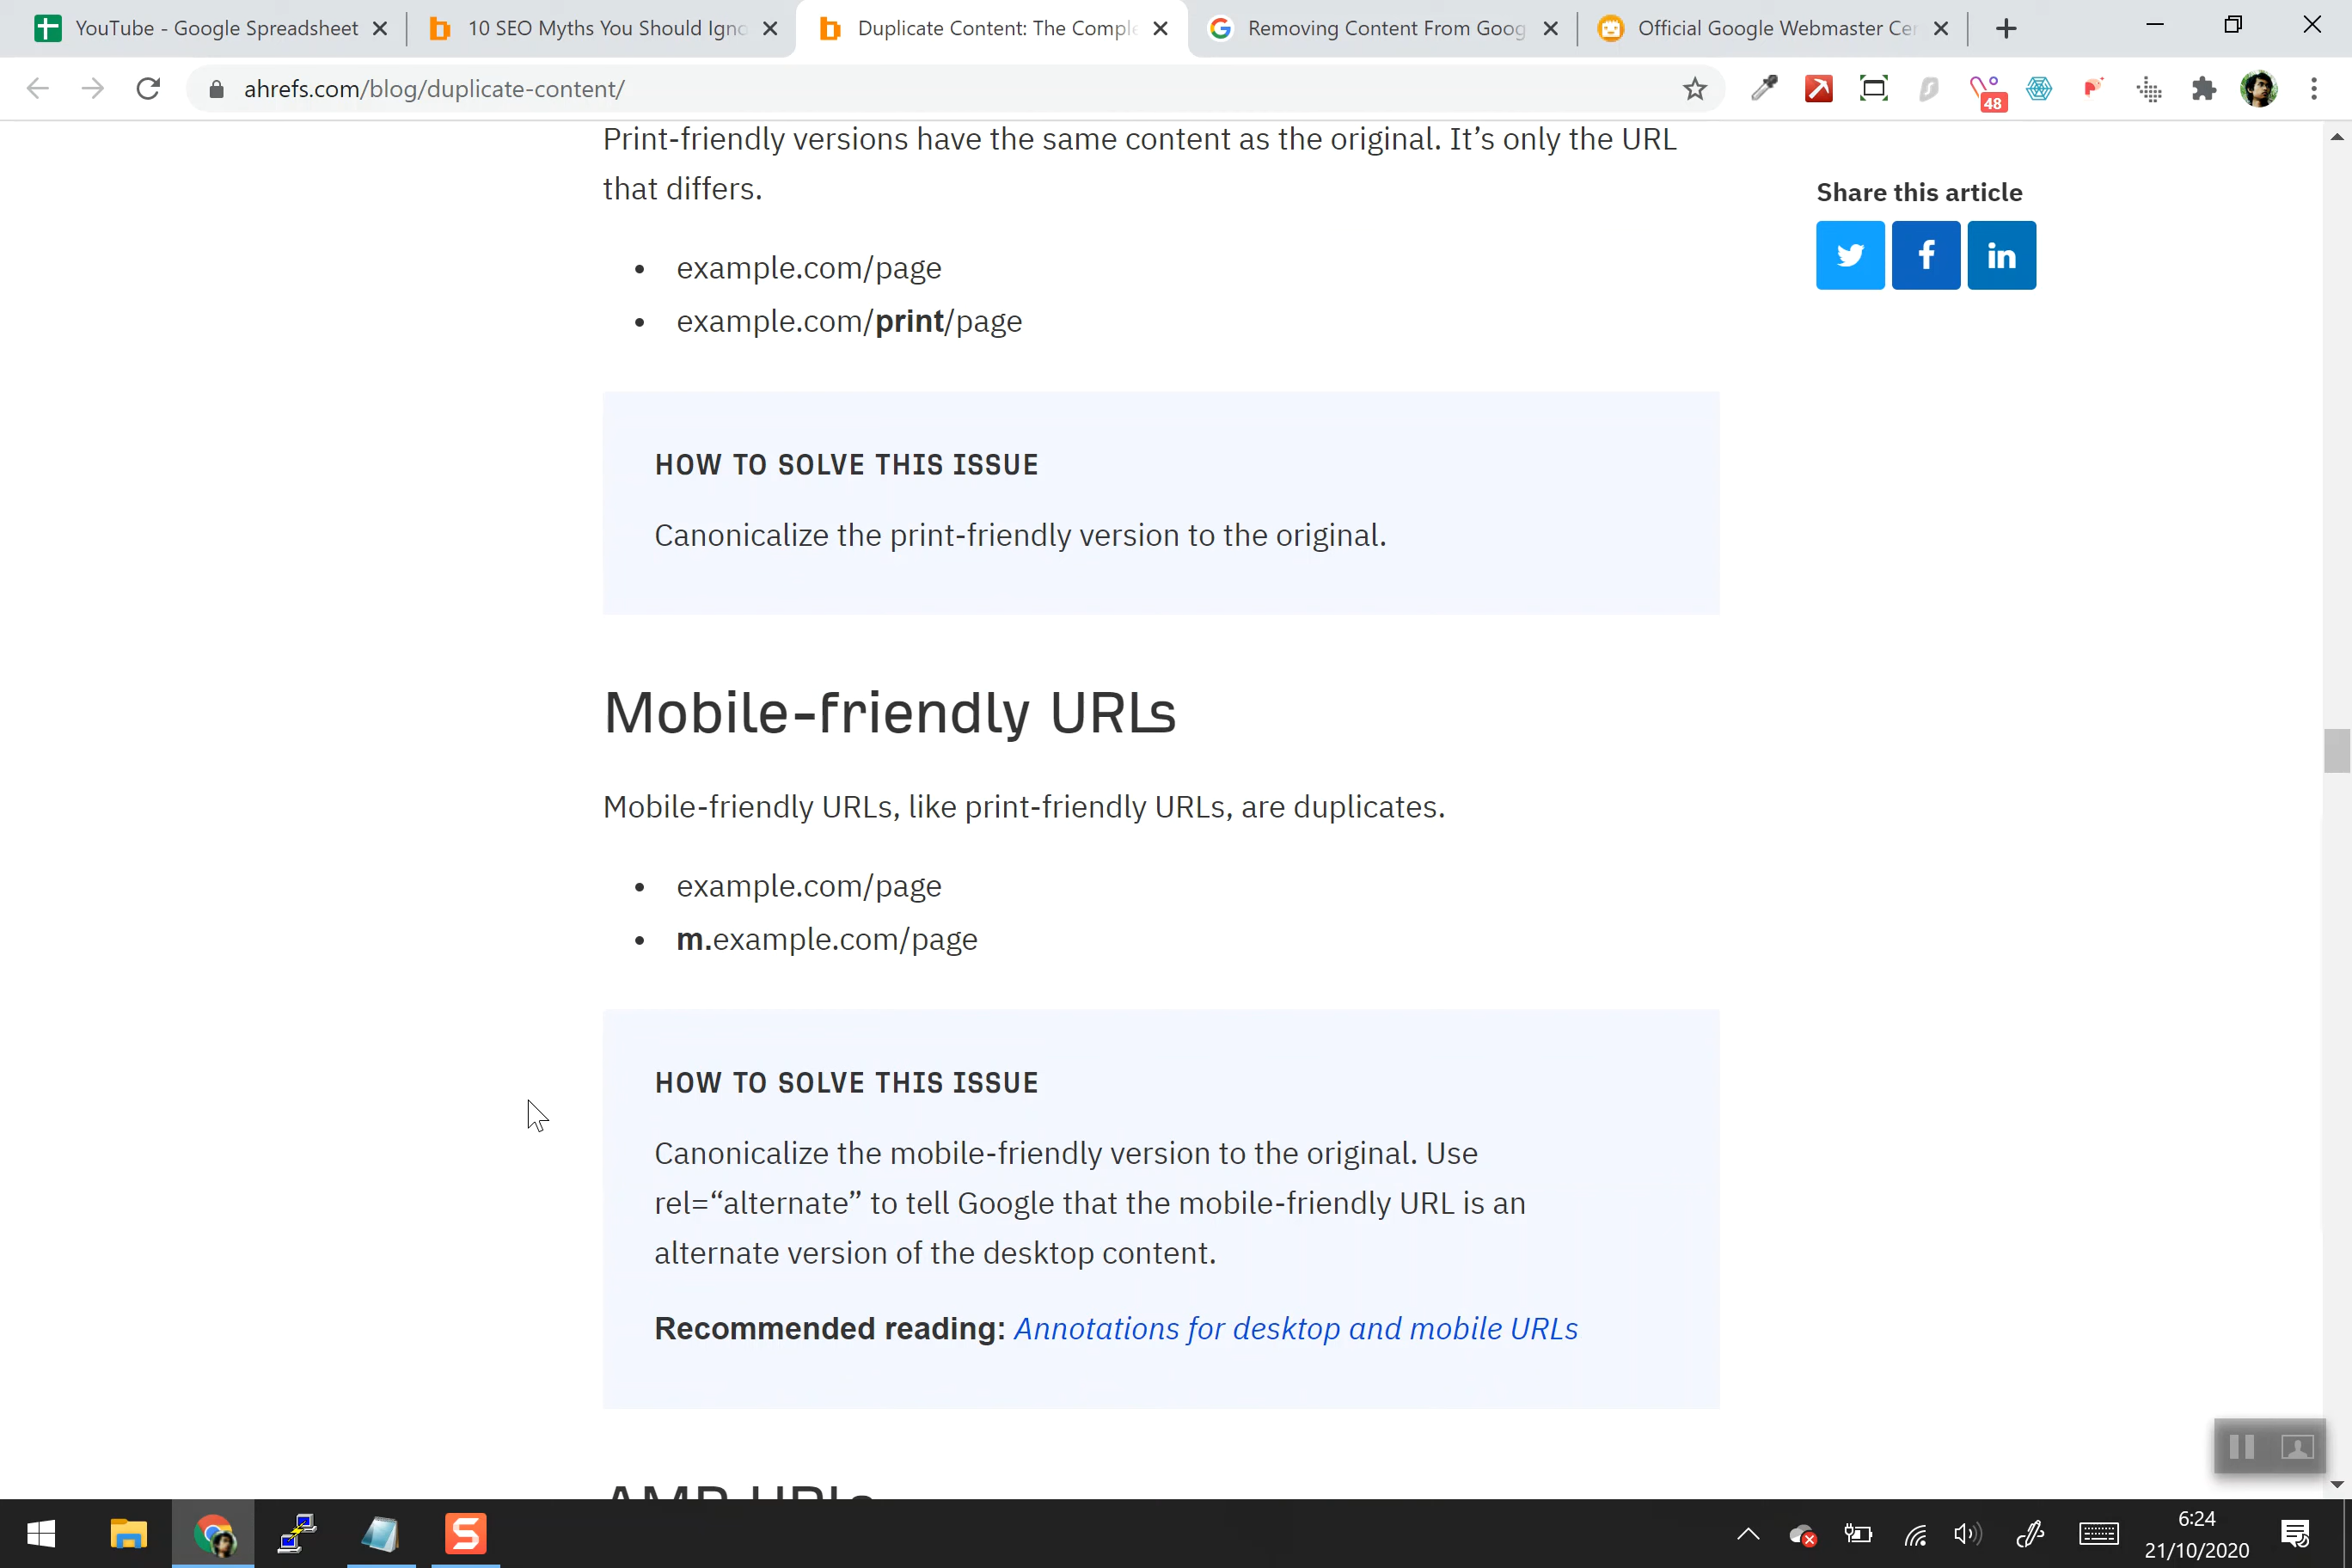 YouTube - Google Spreadsheet
10 SEO Myths You Should Igno
Duplicate Content: The Comple
Removing Content From Goog
Official Google Webmaster Cen
ahrefs.com/blog/duplicate-content/
48
Print-friendly versions have the same content as the original. It’s only the URL
that differs.
Share this article
example.com/page
example.com/print/page
HOW TO SOLVE THIS ISSUE
Canonicalize the print-friendly version to the original.
Mobile-friendly URLs
Mobile-friendly URLs, like print-friendly URLs, are duplicates.
example.com/page
m.example.com/page
HOW TO SOLVE THIS ISSUE
Canonicalize the mobile-friendly version to the original. Use
rel=“alternate” to tell Google that the mobile-friendly URL is an
alternate version of the desktop content.
Recommended reading: Annotations for desktop and mobile URLs
AMP URLs
6:24
21/10/2020